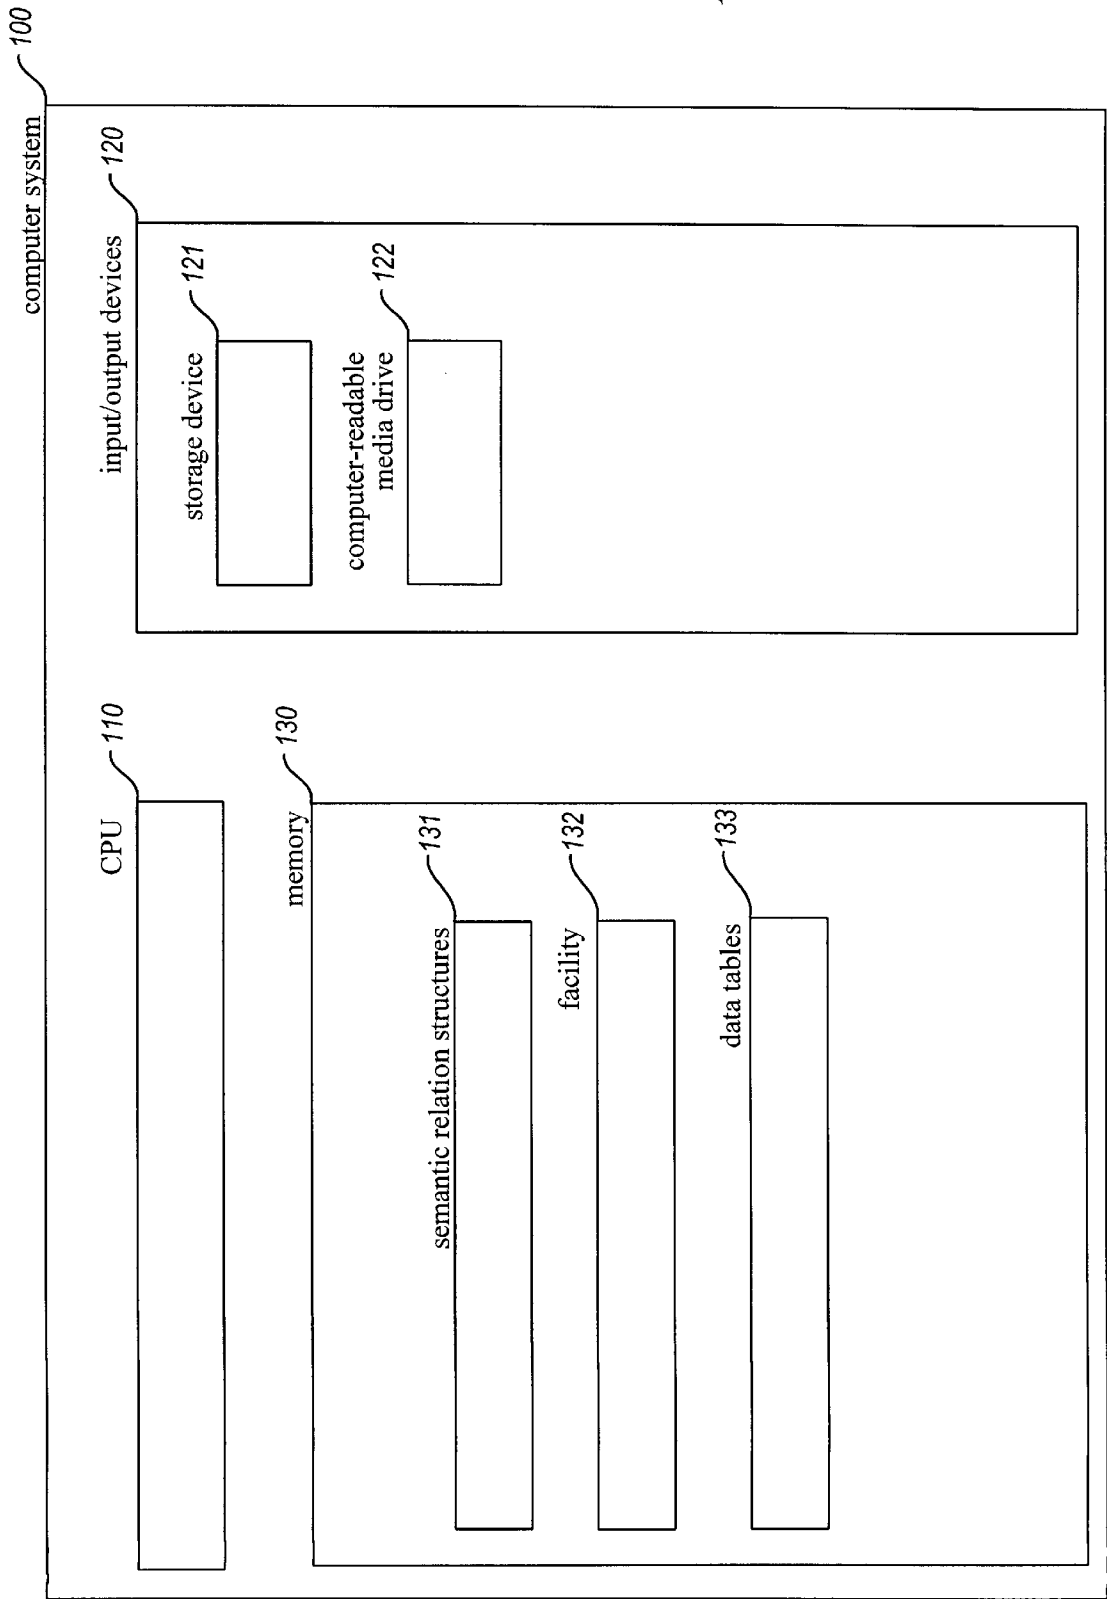 computer system
100
CPU
110
memory
130
semantic relation structures
131
facility
132
data tables
133
input/output devices
120
storage device
121
computer-readable
media drive
122